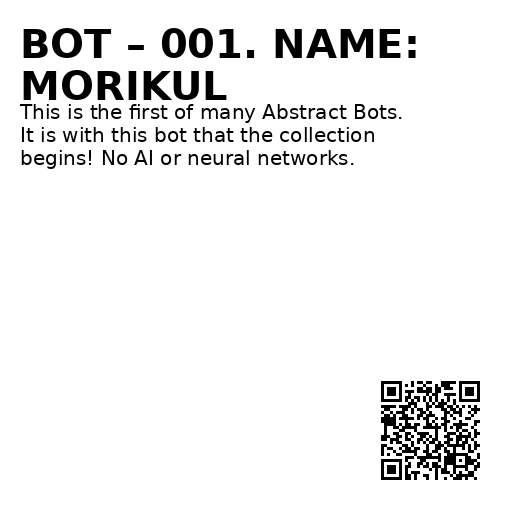 BOT – 001. NAME:
MORIKUL
This is the first of many Abstract Bots.
It is with this bot that the collection
begins! No AI or neural networks.